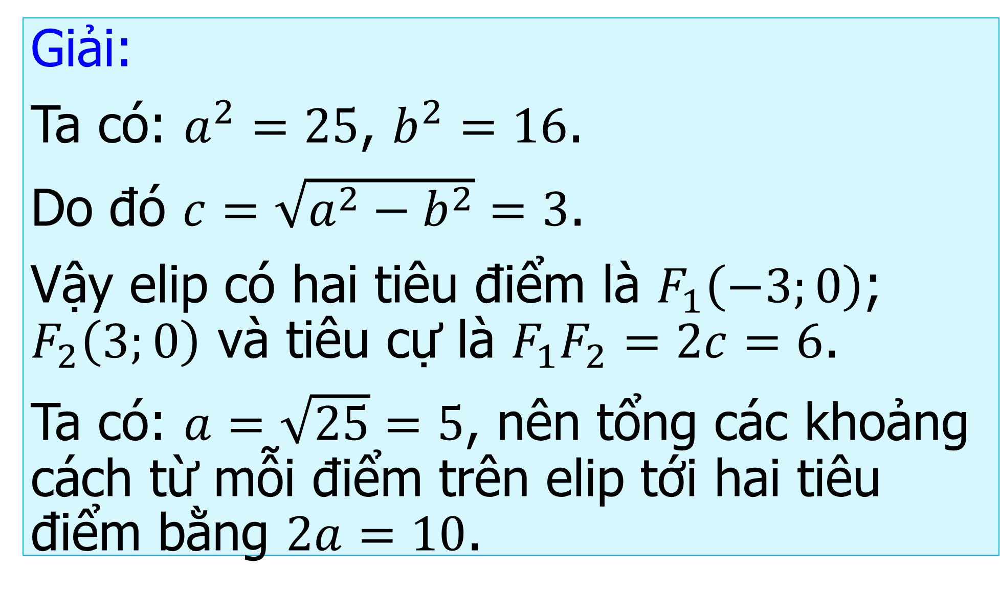 Giải:
Ta có: $a^2 = 25$, $b^2 = 16$.
Do đó $c = \sqrt{a^2 - b^2} = 3$.
Vậy elip có hai tiêu điểm là $F_1(-3; 0)$;
$F_2(3; 0)$ và tiêu cự là $F_1F_2 = 2c = 6$.
Ta có: $a = \sqrt{25} = 5$, nên tổng các khoảng
cách từ mỗi điểm trên elip tới hai tiêu
điểm bằng $2a = 10$.